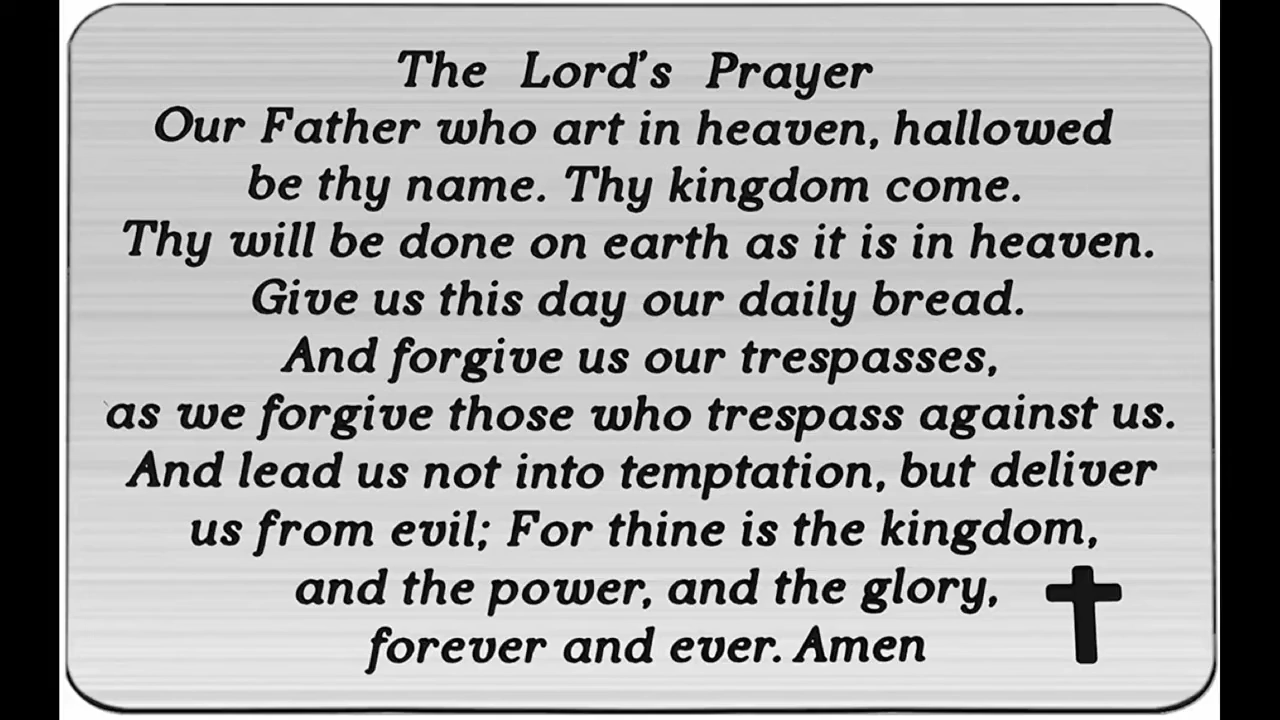 The Lord's Prayer
Our Father who art in heaven, hallowed
be thy name. Thy kingdom come.
Thy will be done on earth as it is in heaven.
Give us this day our daily bread.
And forgive us our trespasses,
as we forgive those who trespass against us.
And lead us not into temptation, but deliver
us from evil; For thine is the kingdom,
and the power, and the glory,
forever and ever. Amen